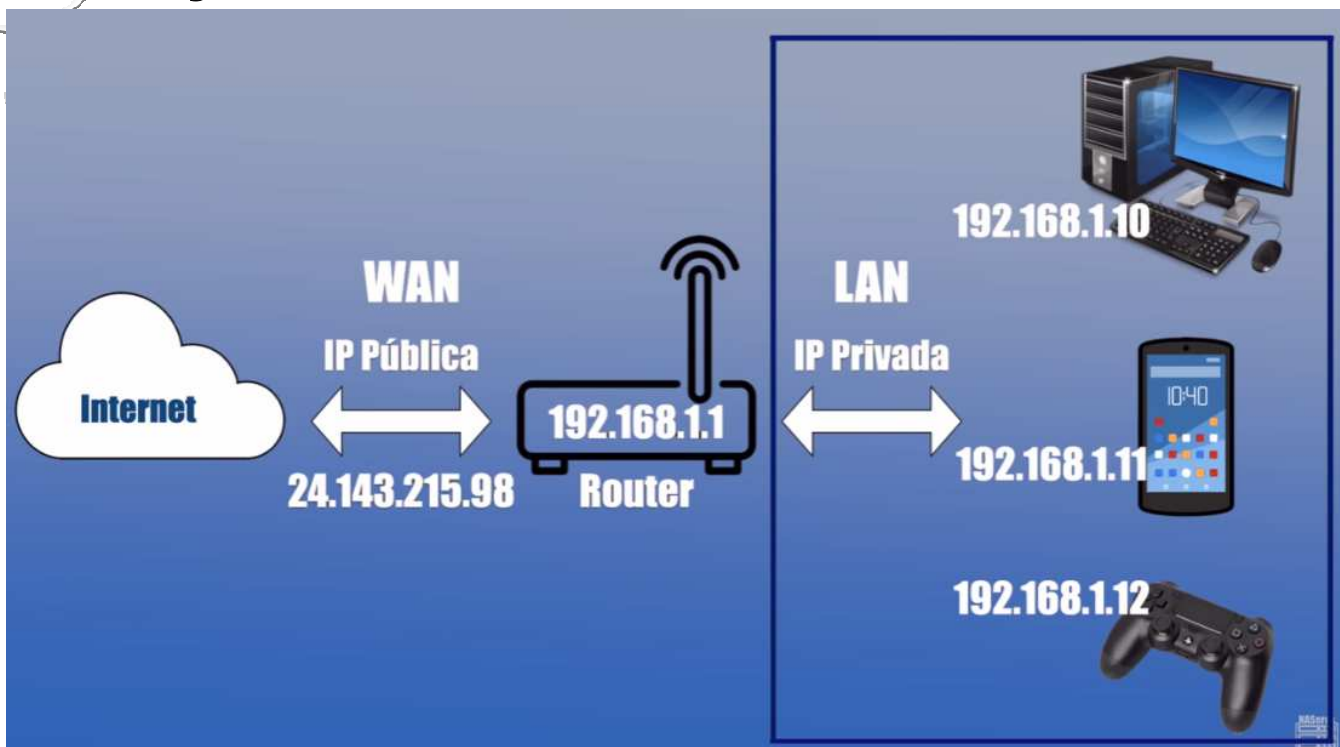 192.168.1.10
WAN
LAN
IP Pública
IP Privada
10:40
Internet
192.168.1.1
24.143.215.98
Router
192.168.1.11
192.168.1.12